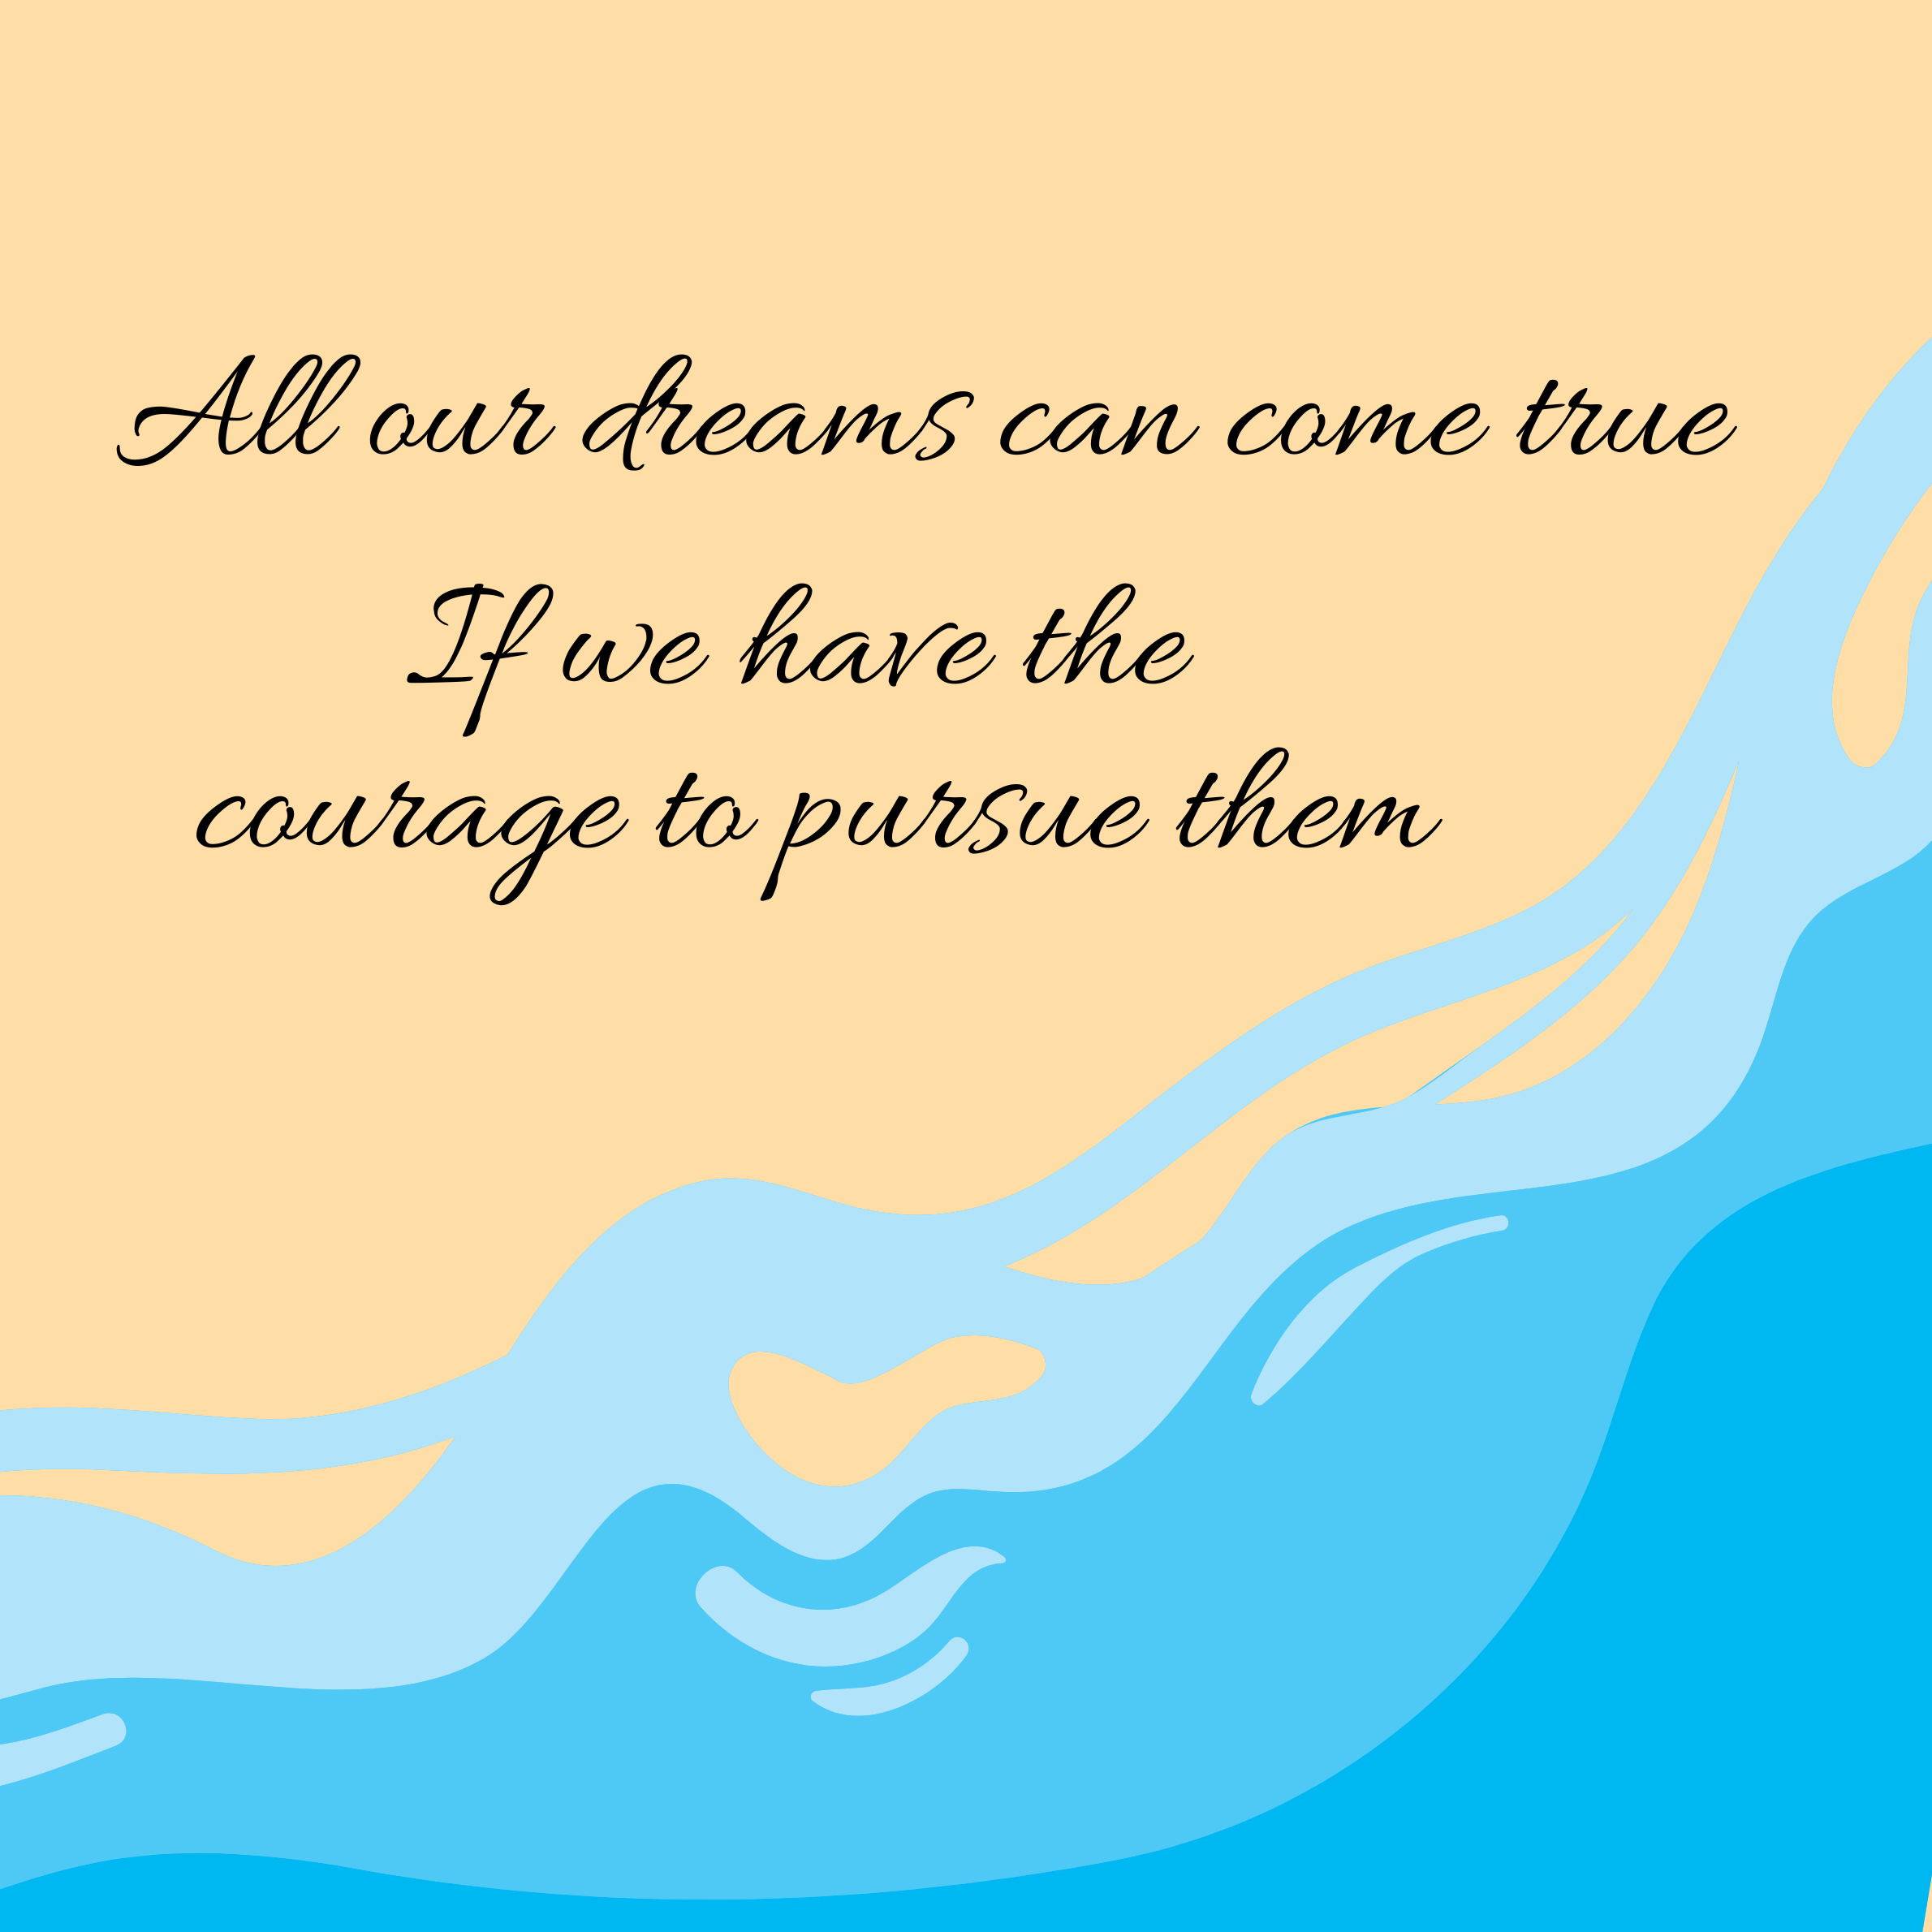 All our dreams can come true
If we have the
courage to pursue them